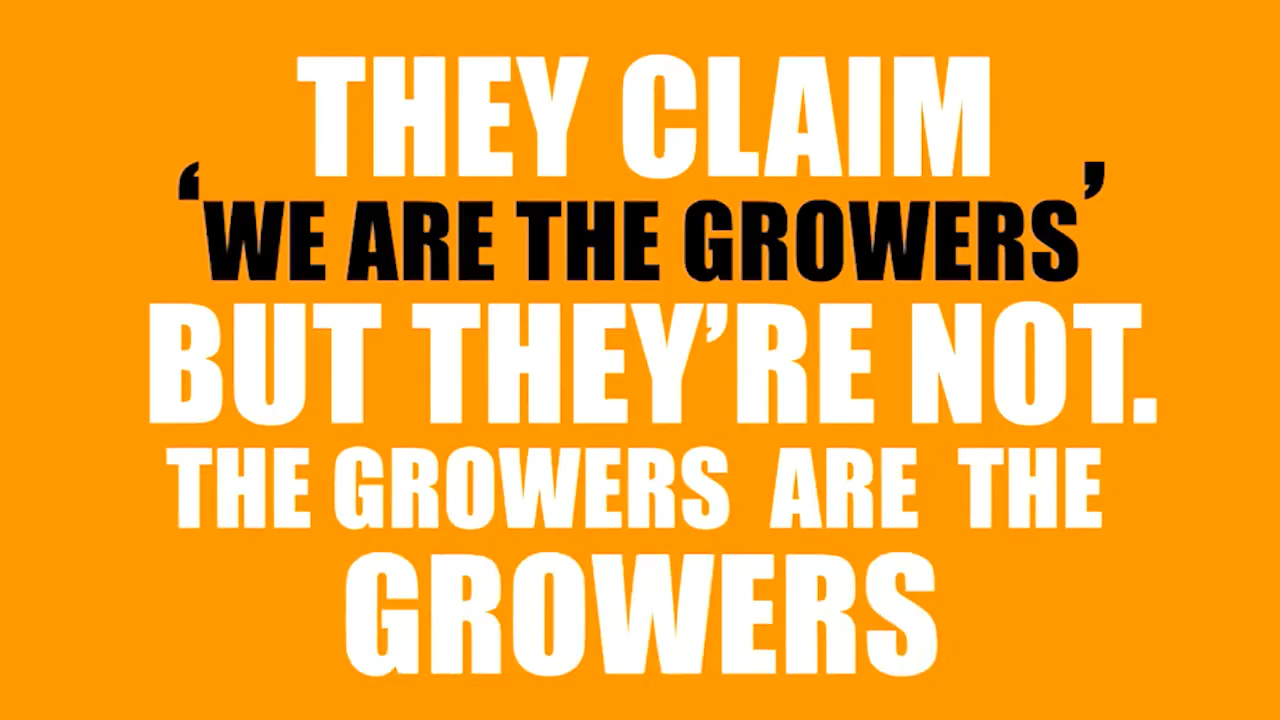 THEY CLAIM
‘WE ARE THE GROWERS’
BUT THEY’RE NOT.
THE GROWERS ARE THE
GROWERS